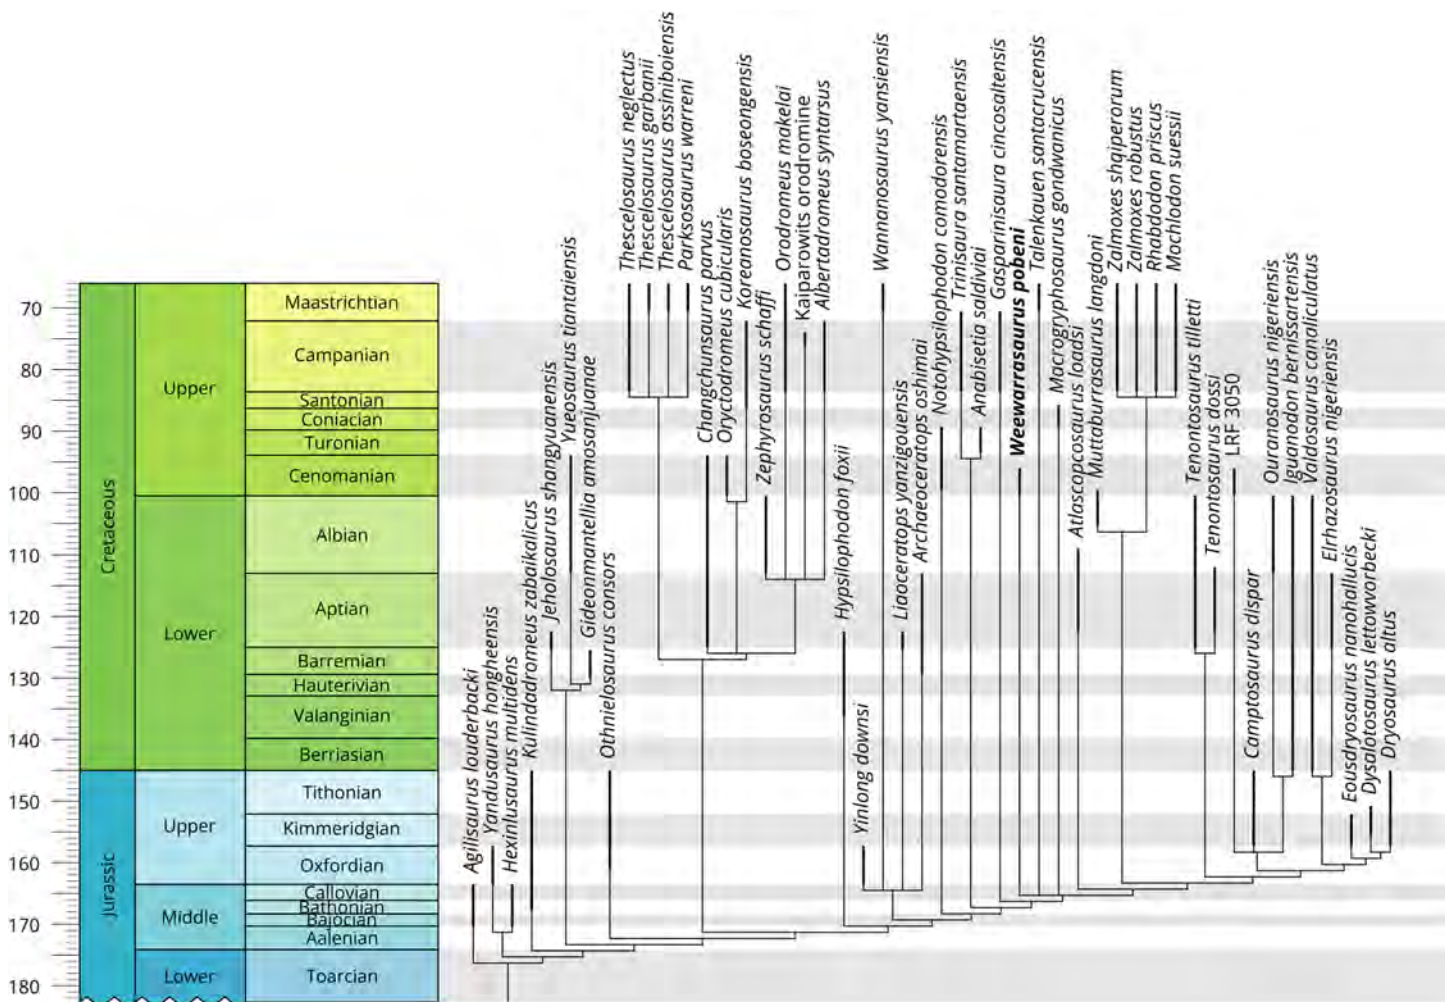 70
80
90
100
110
120
130
140
150
160
170
180
Cretaceous
Jurassic
Upper
Lower
Upper
Middle
Lower
Maastrichtian
Campanian
Santonian
Coniacian
Turonian
Cenomanian
Albian
Aptian
Barremian
Hauterivian
Valanginian
Berriasian
Tithonian
Kimmeridgian
Oxfordian
Callovian
Bathonian
Bajocian
Aalenian
Toarcian
Agilisaurus louderbacki
Yandusaurus hongheensis
Hexinlusaurus multidens
Kulindadromeus zabaikalicus
Jeholosaurus shangyuanensis
Yueosaurus tiantaiensis
Gideonmantellia amosanjuanae
Othnielosaurus consors
Thescelosaurus neglectus
Thescelosaurus garbanii
Thescelosaurus assiniboiensis
Parksosaurus warreni
Changchunsaurus parvus
Oryctodromeus cubicularis
Koreanosaurus boseongensis
Zephyrosaurus schaffi
Orodromeus makelai
Kaiparowits orodromine
Albertadromeus syntarsus
Hypsilophodon foxii
Yinlong downsi
Wannanosaurus yansiensis
Liaoceratops yanzigouensis
Archaeoceratops oshimai
Notohypsilophodon comodorensis
Trinisaura santamartaensis
Anabisetia saldiviai
Gasparinisaura cincosaltensis
Weewarrasaurus pobeni
Talenkauen santacrucensis
Macrogryphosaurus gondwanicus
Atlascopcosaurus loadsi
Muttaburrasaurus langdoni
Zalmoxes shqiperorum
Zalmoxes robustus
Rhabdodon priscus
Mochlodon suessii
Tenontosaurus tilletti
Tenontosaurus dossi
LRF 3050
Camptosaurus dispar
Ouranosaurus nigeriensis
Iguanodon bernissartensis
Valdosaurus canaliculatus
Elrhazosaurus nigeriensis
Eousdryosaurus nanohallucis
Dysalotosaurus lettowvorbecki
Dryosaurus altus